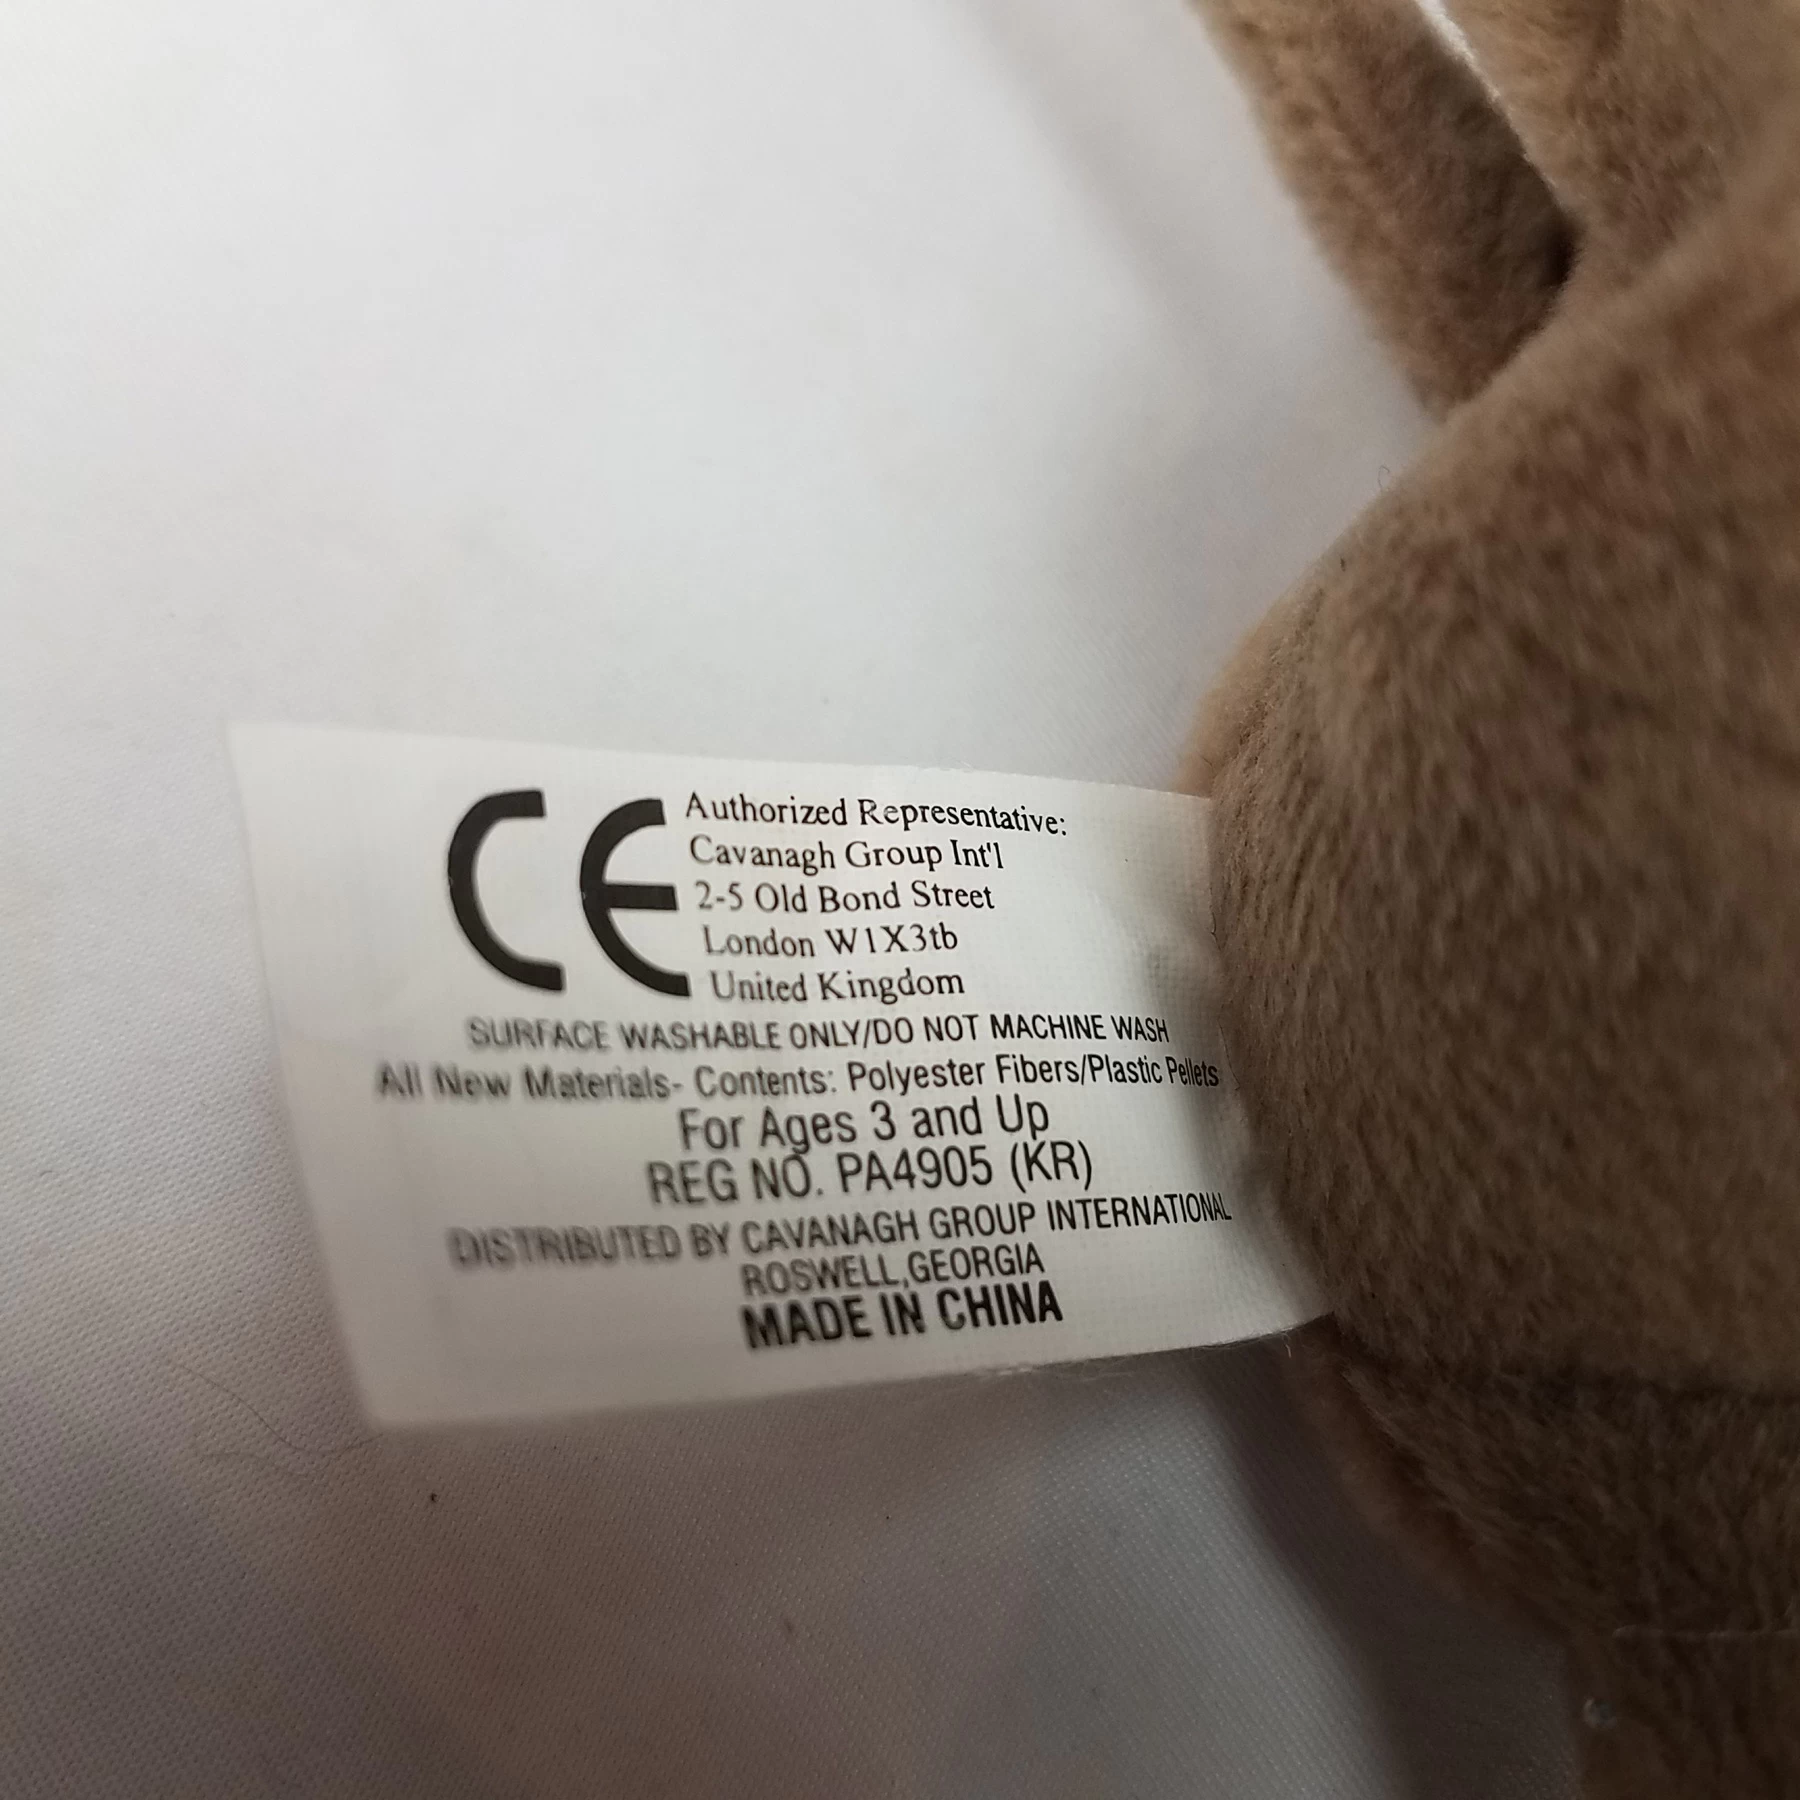 CE
Authorized Representative:
Cavanagh Group Int'l
2-5 Old Bond Street
London W1X3tb
United Kingdom
SURFACE WASHABLE ONLY/DO NOT MACHINE WASH
All New Materials- Contents: Polyester Fibers/Plastic Pellets
For Ages 3 and Up
REG NO. PA4905 (KR)
DISTRIBUTED BY CAVANAGH GROUP INTERNATIONAL
ROSWELL,GEORGIA
MADE IN CHINA